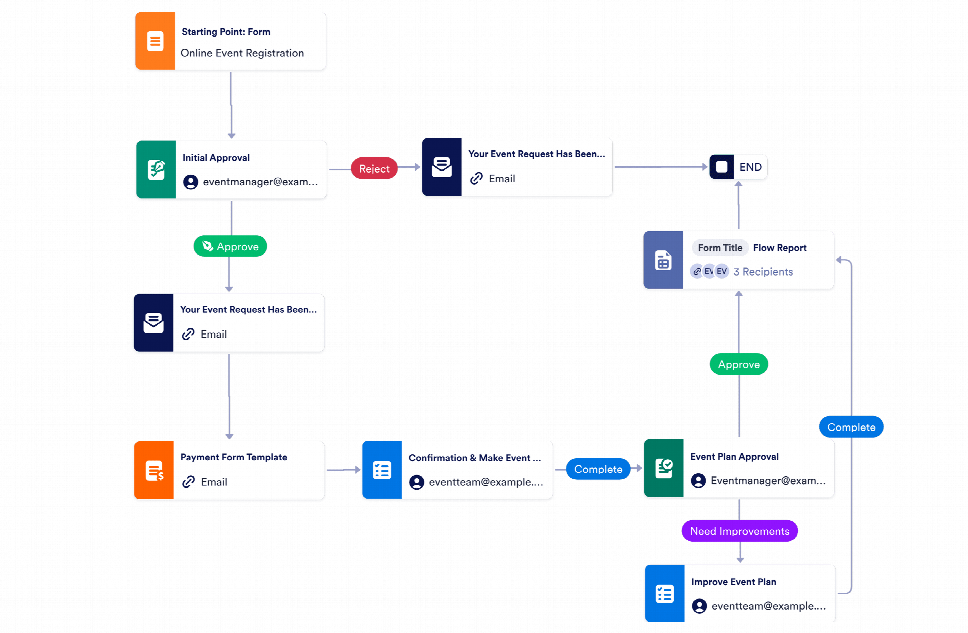 Starting Point: Form
Online Event Registration
Initial Approval
eventmanager@exam...
Reject
Your Event Request Has Been...
Email
END
Approve
Form Title Flow Report
EV EV 3 Recipients
Your Event Request Has Been...
Email
Approve
Complete
Payment Form Template
Email
Confirmation & Make Event ...
eventteam@example....
Complete
Event Plan Approval
Eventmanager@exam...
Need Improvements
Improve Event Plan
eventteam@example....